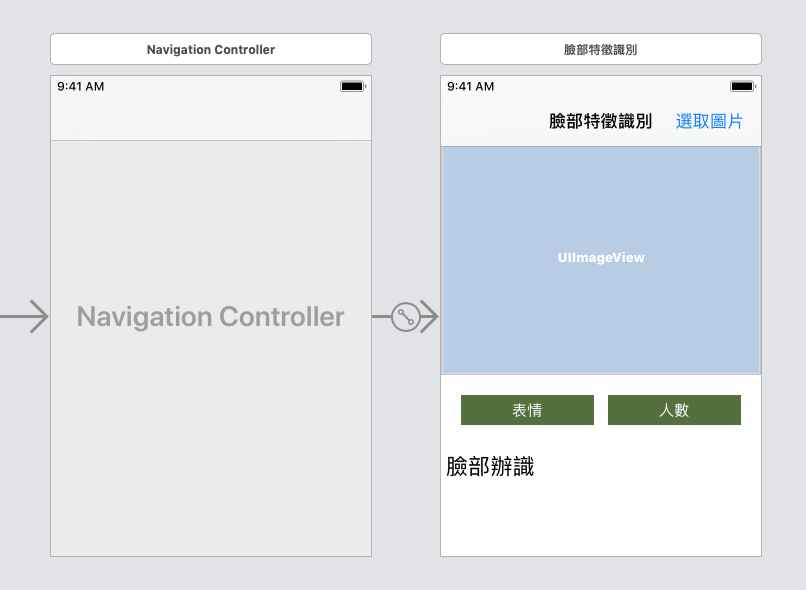 Navigation Controller
9:41 AM
Navigation Controller
臉部特徵識別
9:41 AM
臉部特徵識別 選取圖片
UIImageView
表情 人數
臉部辦識